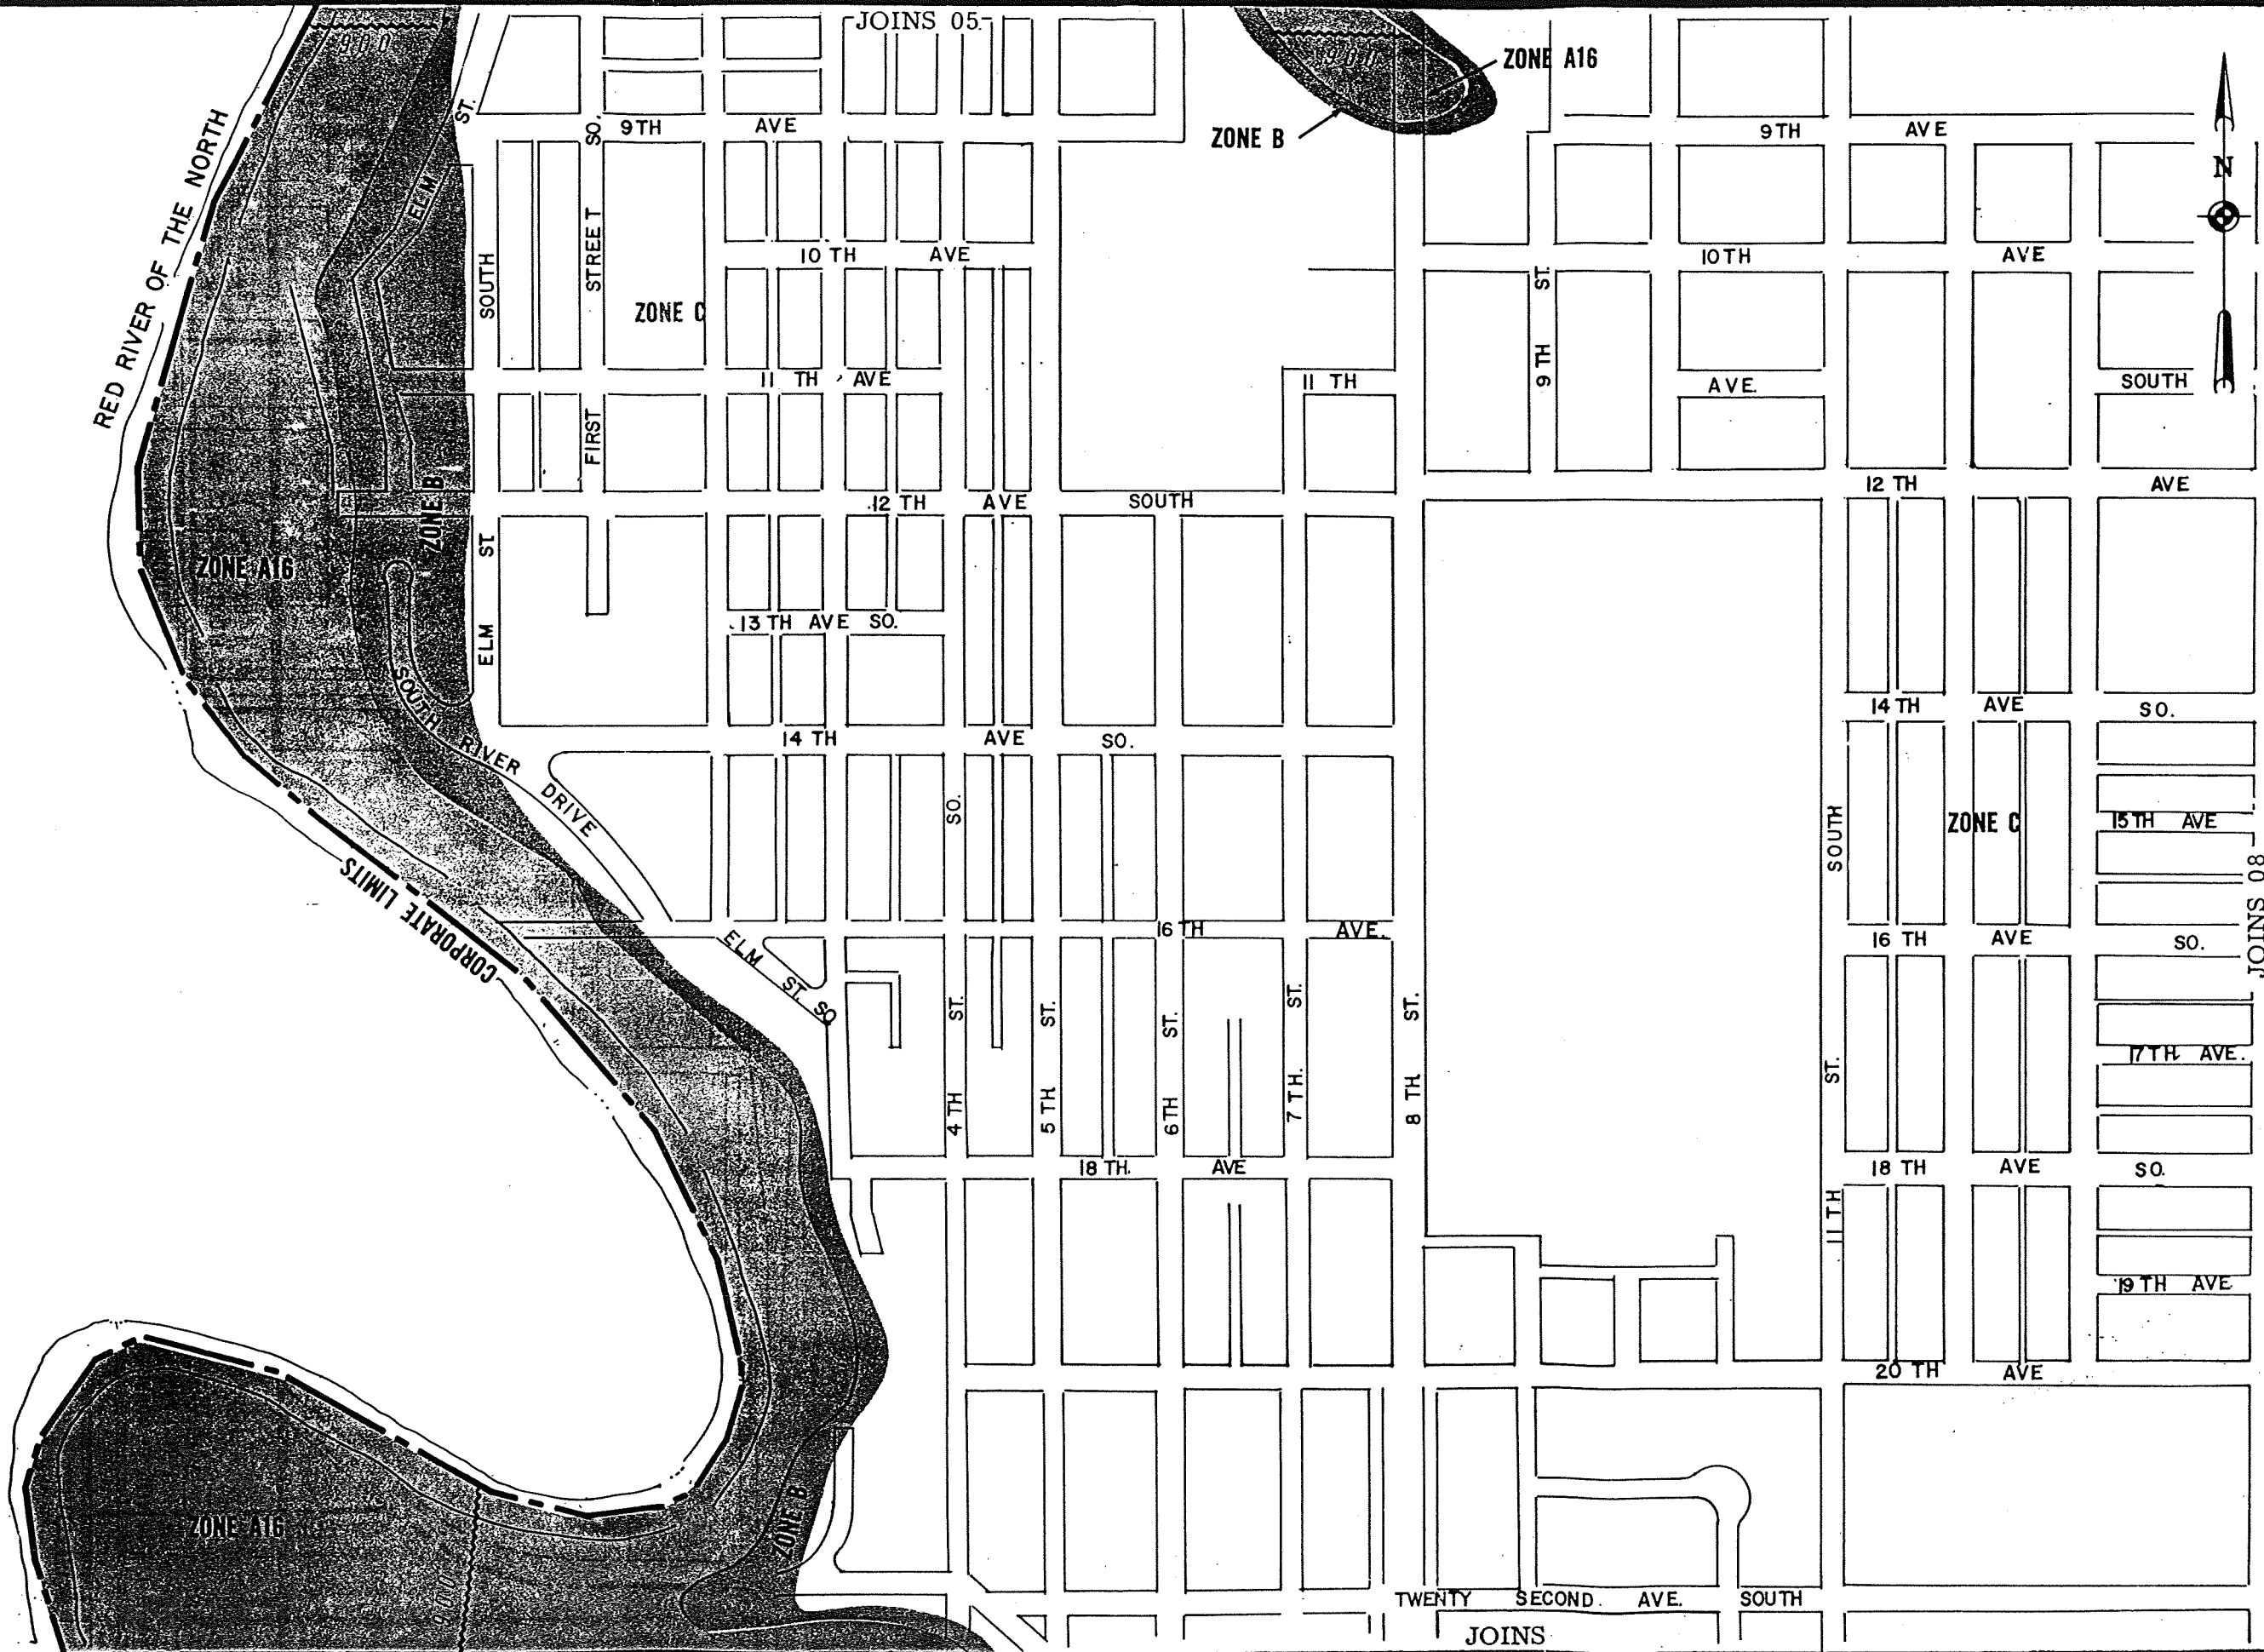 JOINS 05
900
900
ZONE A16
ZONE B
ELM ST.
9TH AVE
9TH AVE
SO.
RED RIVER OF THE NORTH
N
SOUTH
FIRST STREET
10 TH AVE
10TH AVE
ZONE C
9 TH ST.
11 TH AVE
11 TH
AVE.
SOUTH
ZONE B
12 TH AVE SOUTH
12 TH AVE
ZONE A16
ELM ST
13 TH AVE SO.
SOUTH RIVER DRIVE
14 TH AVE SO.
14 TH AVE SO.
SO.
SOUTH
ZONE C
15TH AVE
CORPORATE LIMITS
16 TH AVE.
16 TH AVE SO.
JOINS 08
ELM ST. SO
4 TH ST.
5 TH ST.
6 TH ST.
7 TH. ST.
8 TH. ST.
11 TH ST.
17 TH AVE.
18 TH. AVE
18 TH AVE SO.
19 TH AVE
20 TH AVE
ZONE A16
ZONE B
900
TWENTY SECOND. AVE. SOUTH
JOINS